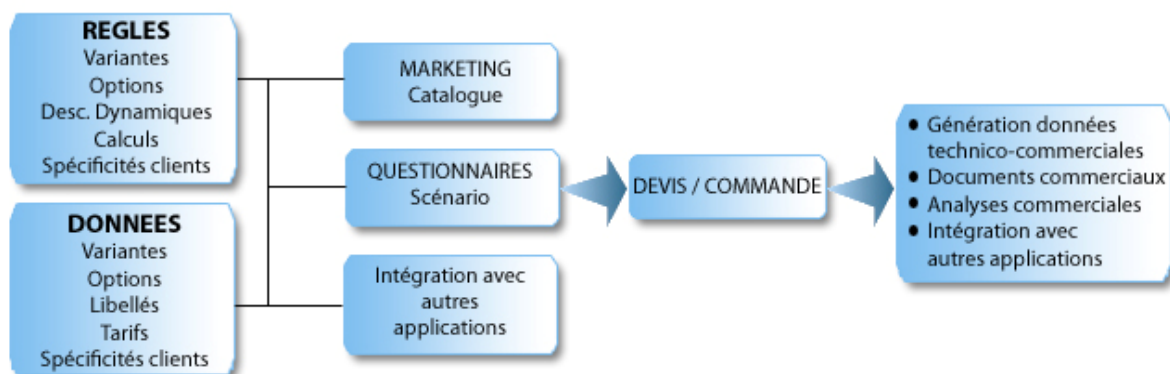 REGLES
Variantes
Options
Desc. Dynamiques
Calculs
Spécificités clients
DONNEES
Variantes
Options
Libellés
Tarifs
Spécificités clients
MARKETING
Catalogue
QUESTIONNAIRES
Scénario
Intégration avec
autres
applications
DEVIS / COMMANDE
● Génération données
technico-commerciales
● Documents commerciaux
● Analyses commerciales
● Intégration avec
autres applications